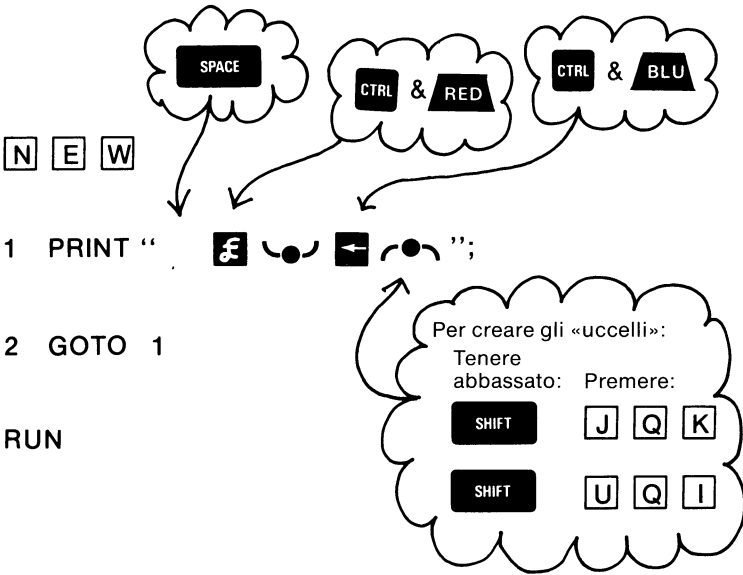 SPACE
CTRL & RED
CTRL & BLU
N E W
1 PRINT “ £ ← ”;
2 GOTO 1
RUN
Per creare gli «uccelli»:
Tenere
abbassato: Premere:
SHIFT J Q K
SHIFT U Q I